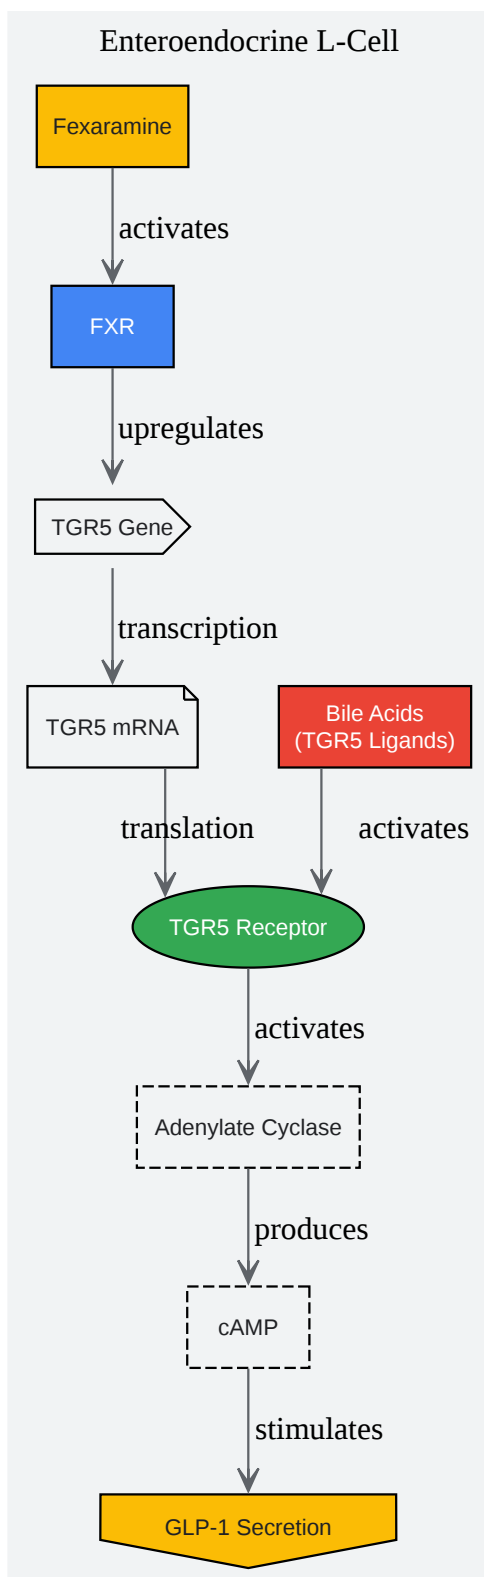 Enteroendocrine L-Cell
Fexaramine
activates
FXR
upregulates
TGR5 Gene
transcription
TGR5 mRNA
Bile Acids
(TGR5 Ligands)
translation
activates
TGR5 Receptor
activates
Adenylate Cyclase
produces
cAMP
stimulates
GLP-1 Secretion